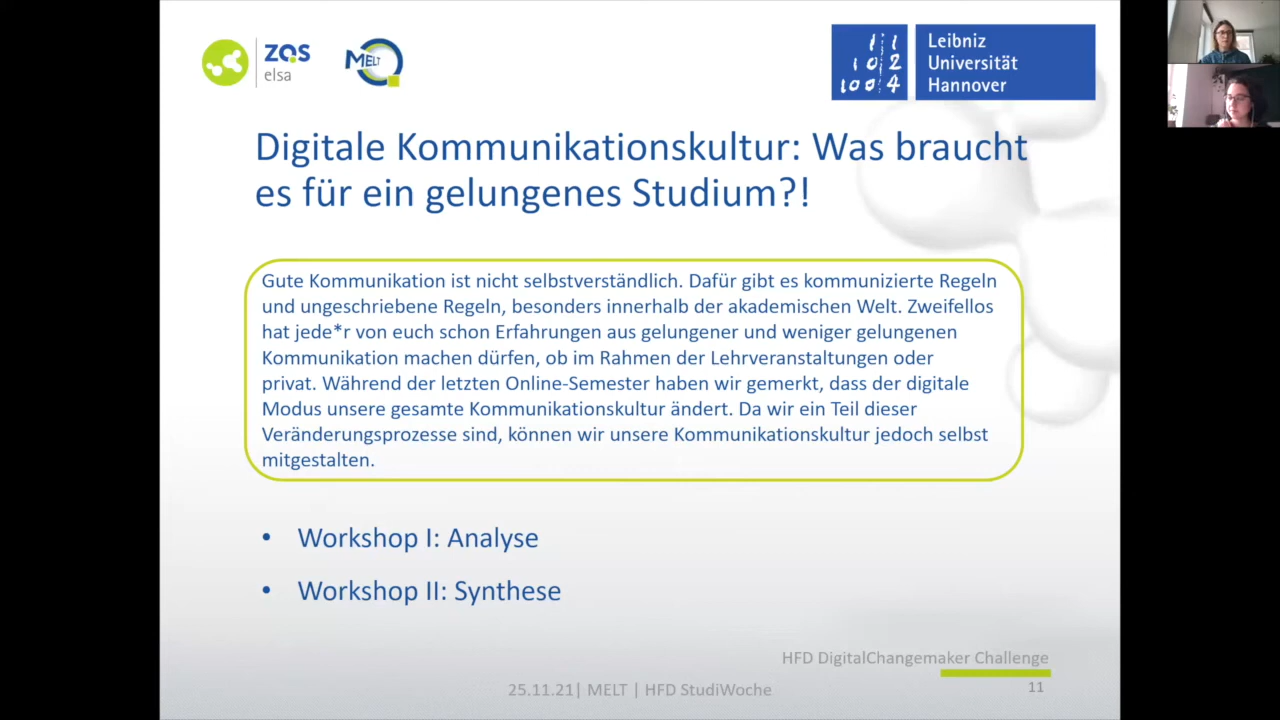 ZQS
elsa
MELT
Leibniz
Universität
Hannover
Digitale Kommunikationskultur: Was braucht
es für ein gelungenes Studium?!
Gute Kommunikation ist nicht selbstverständlich. Dafür gibt es kommunizierte Regeln
und ungeschriebene Regeln, besonders innerhalb der akademischen Welt. Zweifellos
hat jede*r von euch schon Erfahrungen aus gelungener und weniger gelungenen
Kommunikation machen dürfen, ob im Rahmen der Lehrveranstaltungen oder
privat. Während der letzten Online-Semester haben wir gemerkt, dass der digitale
Modus unsere gesamte Kommunikationskultur ändert. Da wir ein Teil dieser
Veränderungsprozesse sind, können wir unsere Kommunikationskultur jedoch selbst
mitgestalten.
• Workshop I: Analyse
• Workshop II: Synthese
HFD DigitalChangemaker Challenge
25.11.21| MELT | HFD StudiWoche
11